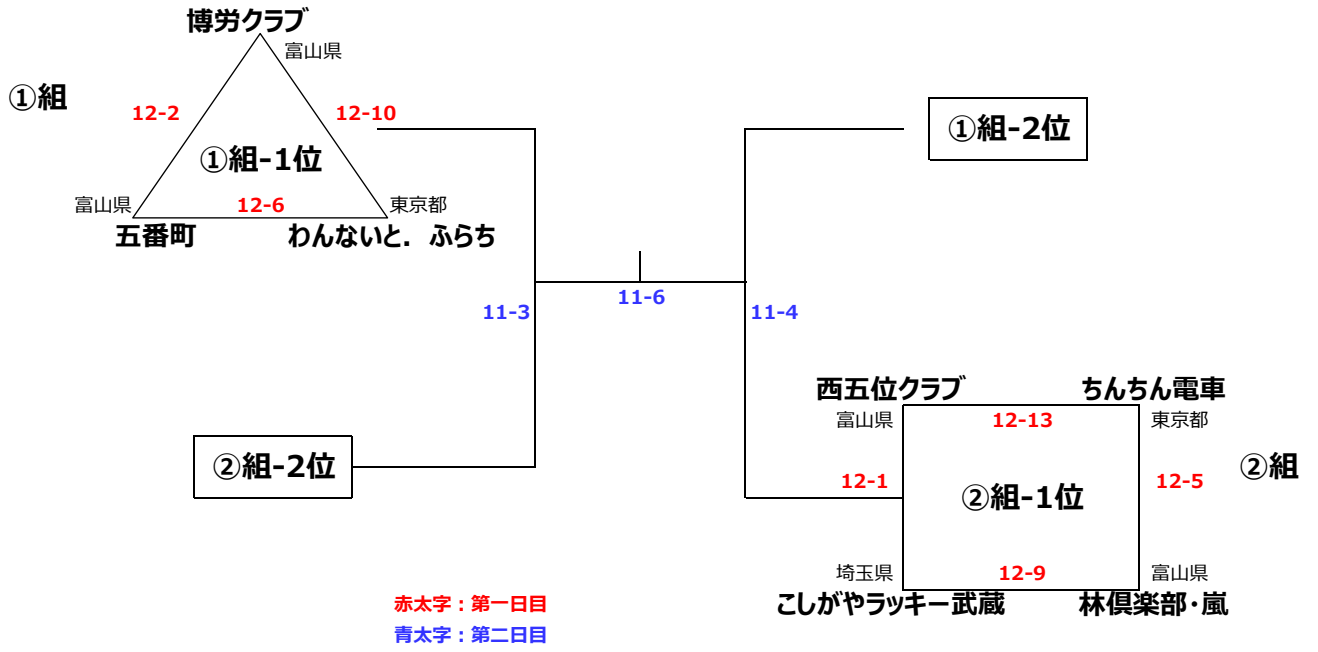 博労クラブ
富山県
①組
12-2
12-10
①組-1位
富山県
12-6
東京都
五番町
わんないと．ふらち
①組-2位
11-3
11-6
11-4
②組-2位
西五位クラブ
ちんちん電車
富山県
12-13
東京都
12-1
②組-1位
12-5
②組
埼玉県
12-9
富山県
こしがやラッキー武蔵
林倶楽部・嵐
赤太字：第一日目
青太字：第二日目